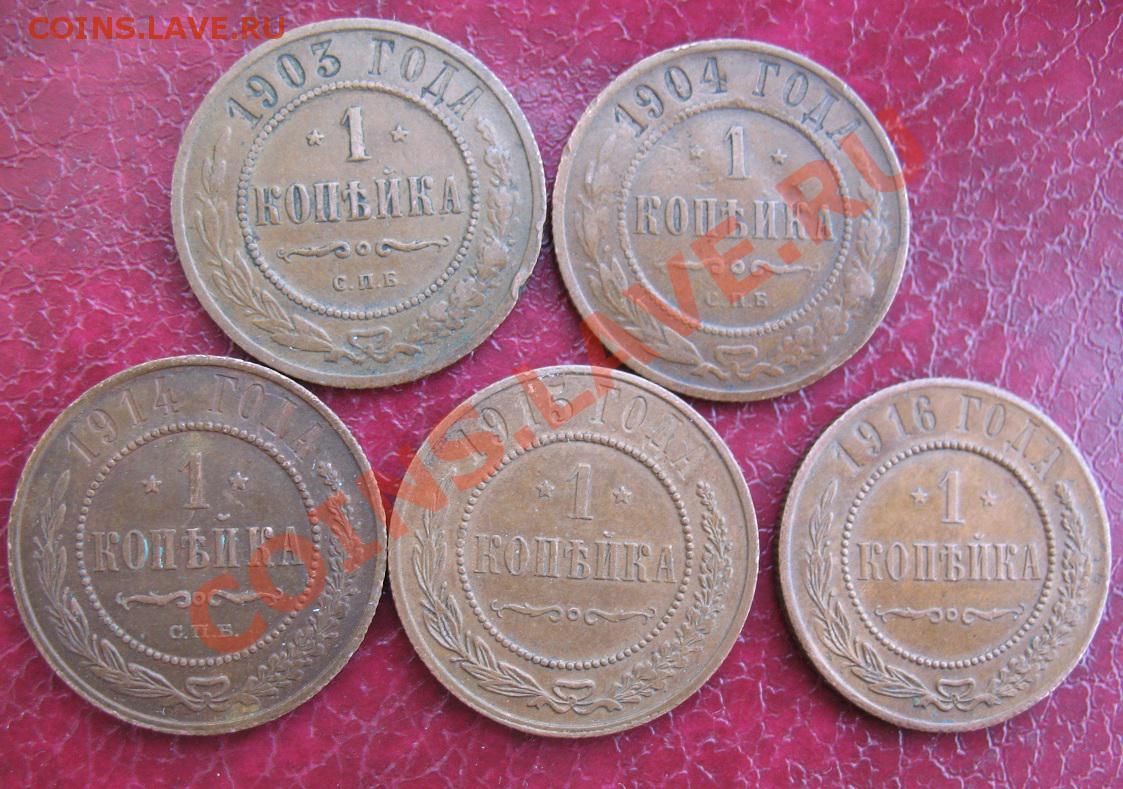 COINS.LAVE.RU
1903 ГОДА
1
КОПѢЙКА
С.П.Б.
1904 ГОДА
1
КОПѢЙКА
С.П.Б.
1914 ГОДА
1
КОПѢЙКА
С.П.Б.
1915 ГОДА
1
КОПѢЙКА
1916 ГОДА
1
КОПѢЙКА
COINS.LAVE.RU